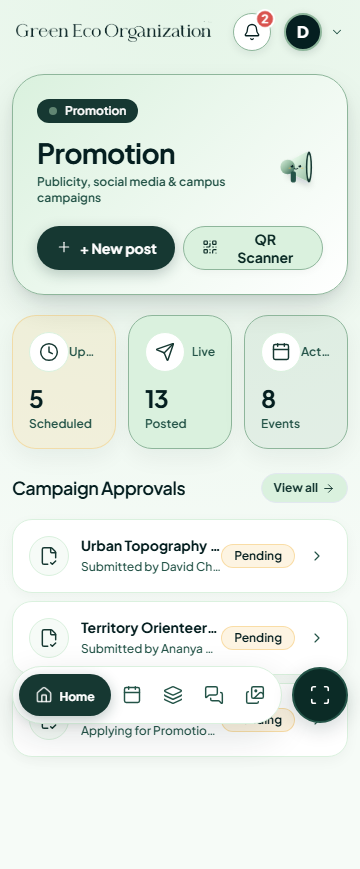 Green Eco Organization
2
D
Promotion
Promotion
Publicity, social media & campus
campaigns
+ + New post
QR
Scanner
Up...
Live
Act...
5
13
8
Scheduled
Posted
Events
Campaign Approvals
View all →
Urban Topography ...
Pending
Submitted by David Ch...
Territory Orienteer...
Pending
Submitted by Ananya ...
Home
Applying for Promotio...